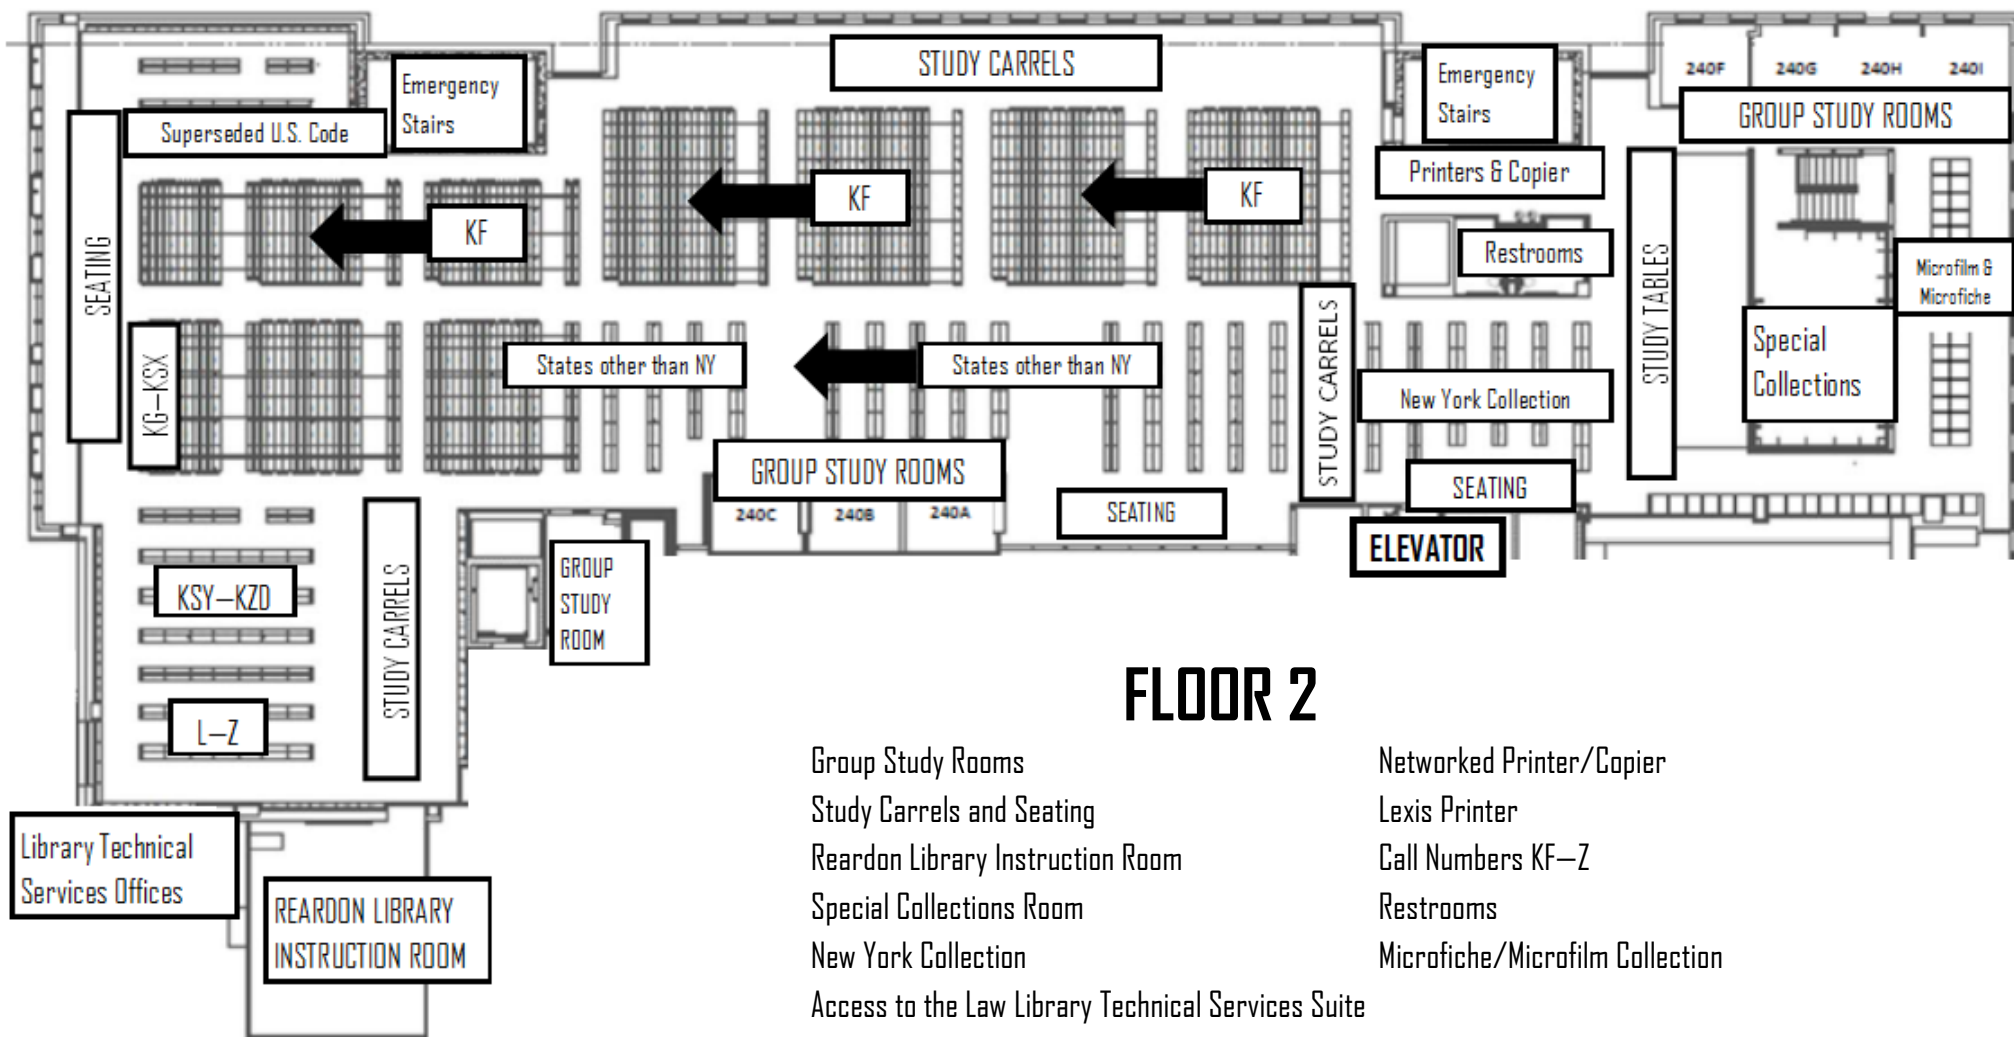 STUDY CARRELS
Emergency
Stairs
Emergency
Stairs
240F
240G
240H
240I
GROUP STUDY ROOMS
Superseded U.S. Code
Printers & Copier
SEATING
KF
KF
KF
Restrooms
STUDY TABLES
Microfilm &
Microfiche
Special
Collections
KG—KSX
States other than NY
States other than NY
STUDY CARRELS
New York Collection
GROUP STUDY ROOMS
240C
240B
240A
SEATING
SEATING
ELEVATOR
STUDY CARRELS
GROUP
STUDY
ROOM
KSY—KZD
L—Z
Library Technical
Services Offices
REARDON LIBRARY
INSTRUCTION ROOM
FLOOR 2
Group Study Rooms
Study Carrels and Seating
Reardon Library Instruction Room
Special Collections Room
New York Collection
Access to the Law Library Technical Services Suite
Networked Printer/Copier
Lexis Printer
Call Numbers KF—Z
Restrooms
Microfiche/Microfilm Collection